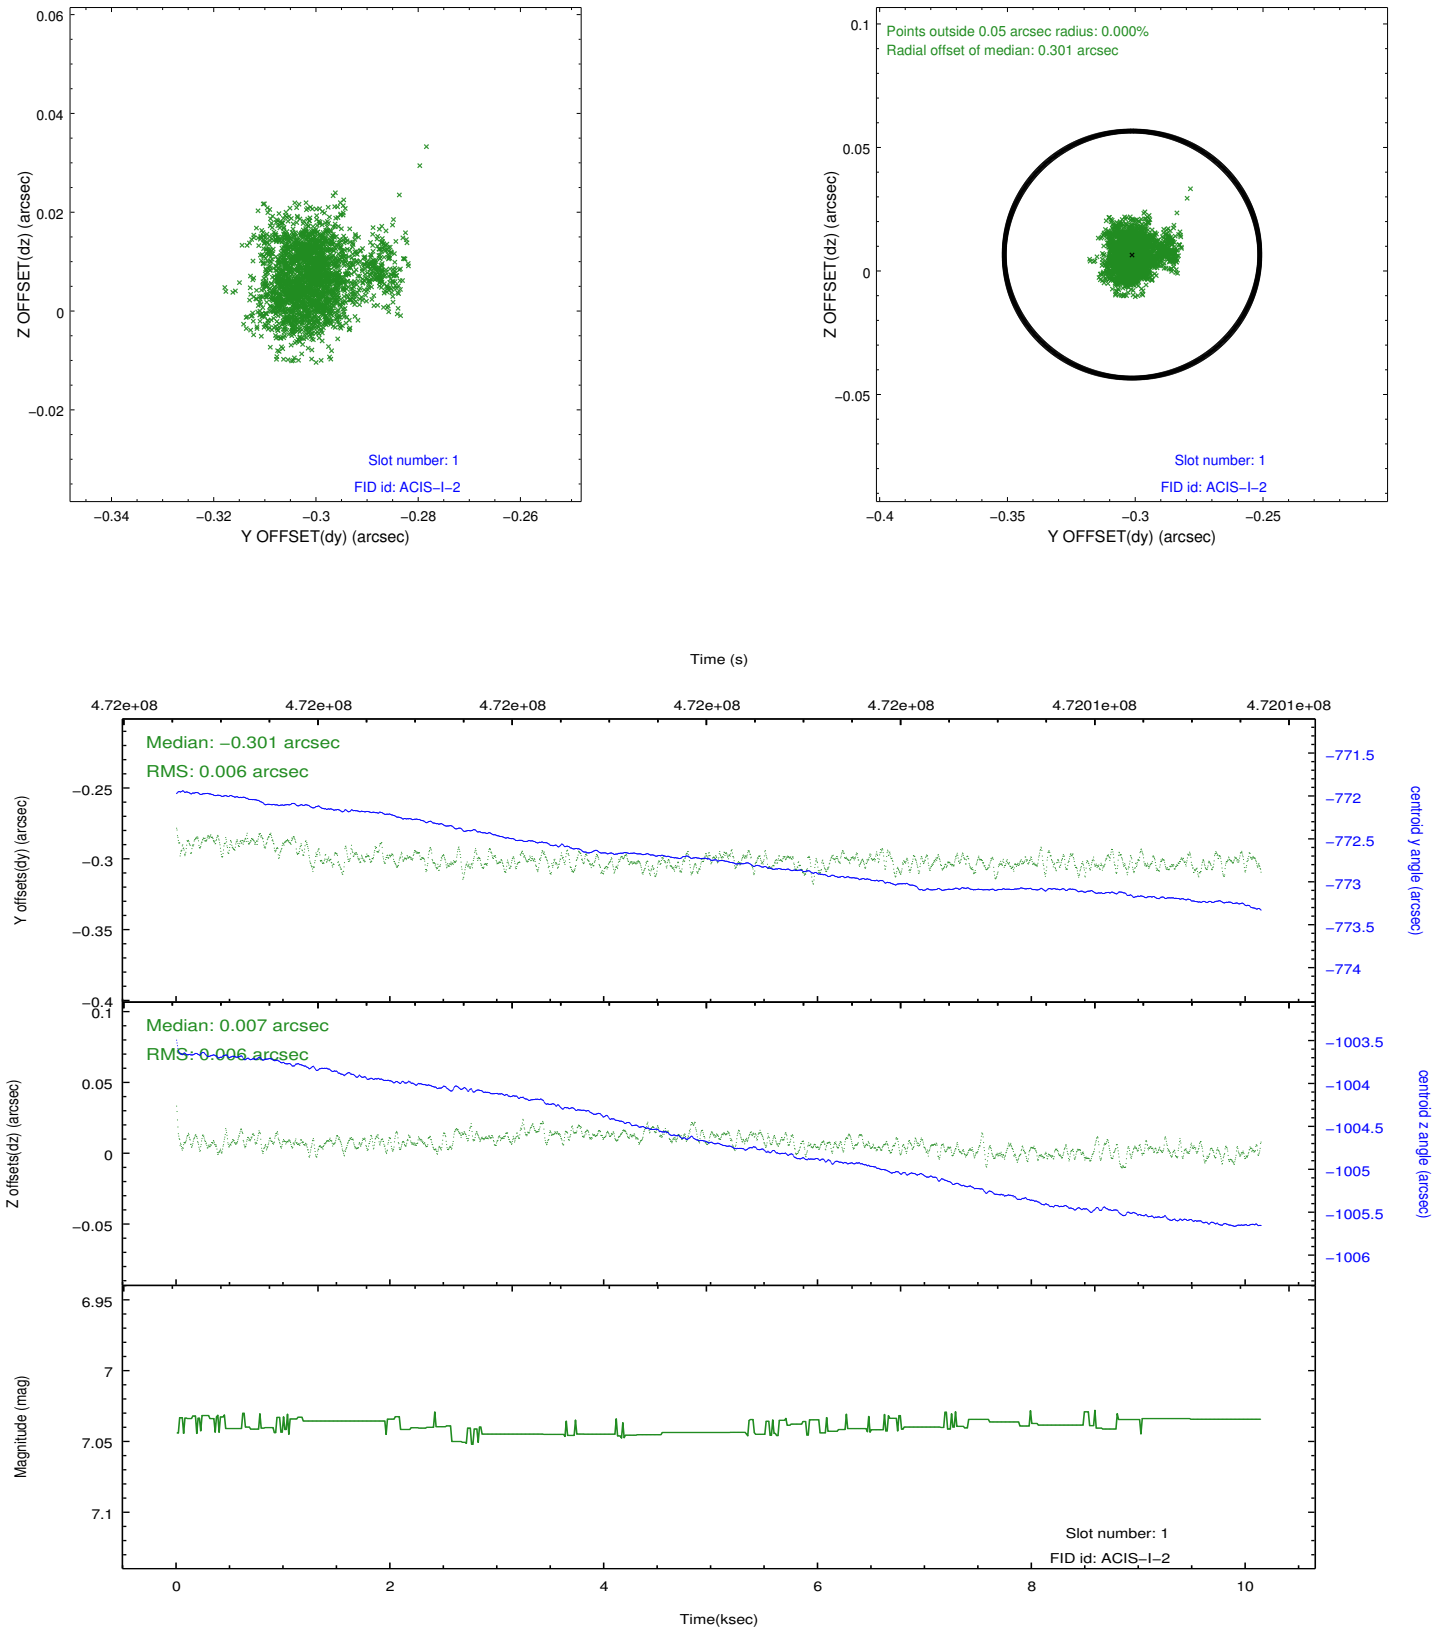 0.06
0.04
0.02
0
−0.02
Z OFFSET(dz) (arcsec)
Slot number: 1
FID id: ACIS−I−2
−0.34 −0.32 −0.3 −0.28 −0.26
Y OFFSET(dy) (arcsec)
Points outside 0.05 arcsec radius: 0.000%
Radial offset of median: 0.301 arcsec
0.1
0.05
0
−0.05
Z OFFSET(dz) (arcsec)
Slot number: 1
FID id: ACIS−I−2
−0.4 −0.35 −0.3 −0.25
Y OFFSET(dy) (arcsec)
Time (s)
4.72e+08 4.72e+08 4.72e+08 4.72e+08 4.72e+08 4.7201e+08 4.7201e+08
Median: −0.301 arcsec
RMS: 0.006 arcsec
−0.25
−0.3
−0.35
−0.4
Y offsets(dy) (arcsec)
−771.5
−772
−772.5
−773
−773.5
−774
centroid y angle (arcsec)
Median: 0.007 arcsec
RMS: 0.006 arcsec
0.1
0.05
0
−0.05
Z offsets(dz) (arcsec)
−1003.5
−1004
−1004.5
−1005
−1005.5
−1006
centroid z angle (arcsec)
6.95
7
7.05
7.1
Magnitude (mag)
Slot number: 1
FID id: ACIS−I−2
0 2 4 6 8 10
Time(ksec)